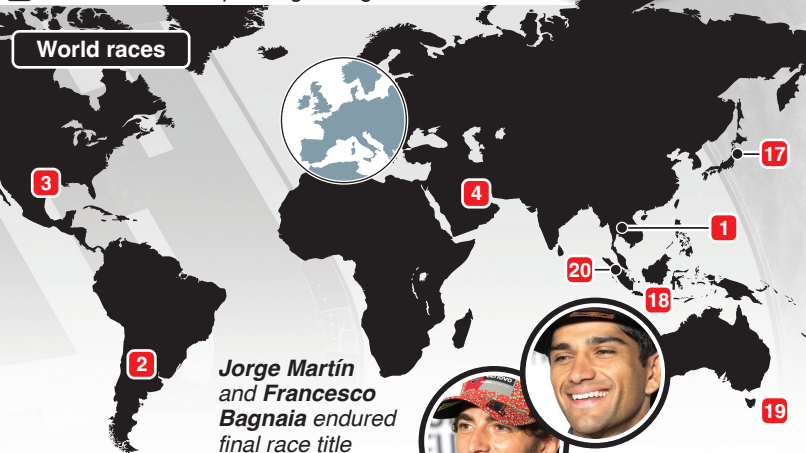 World races
17
3
4
1
20
18
2
Jorge Martín
and Francesco
Bagnaia endured
final race title
19